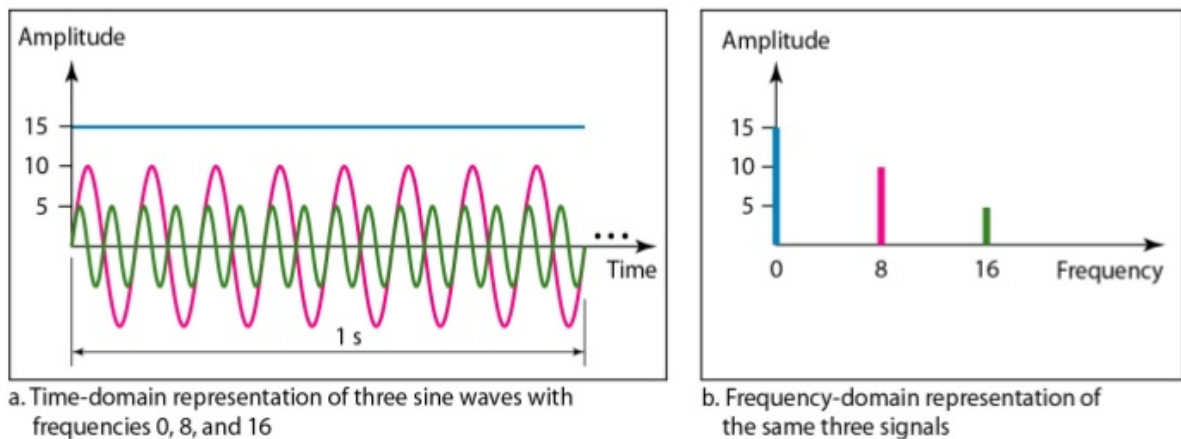 Amplitude
15
10
5
...
Time
1 s
a. Time-domain representation of three sine waves with
frequencies 0, 8, and 16
Amplitude
15
10
5
0 8 16 Frequency
b. Frequency-domain representation of
the same three signals